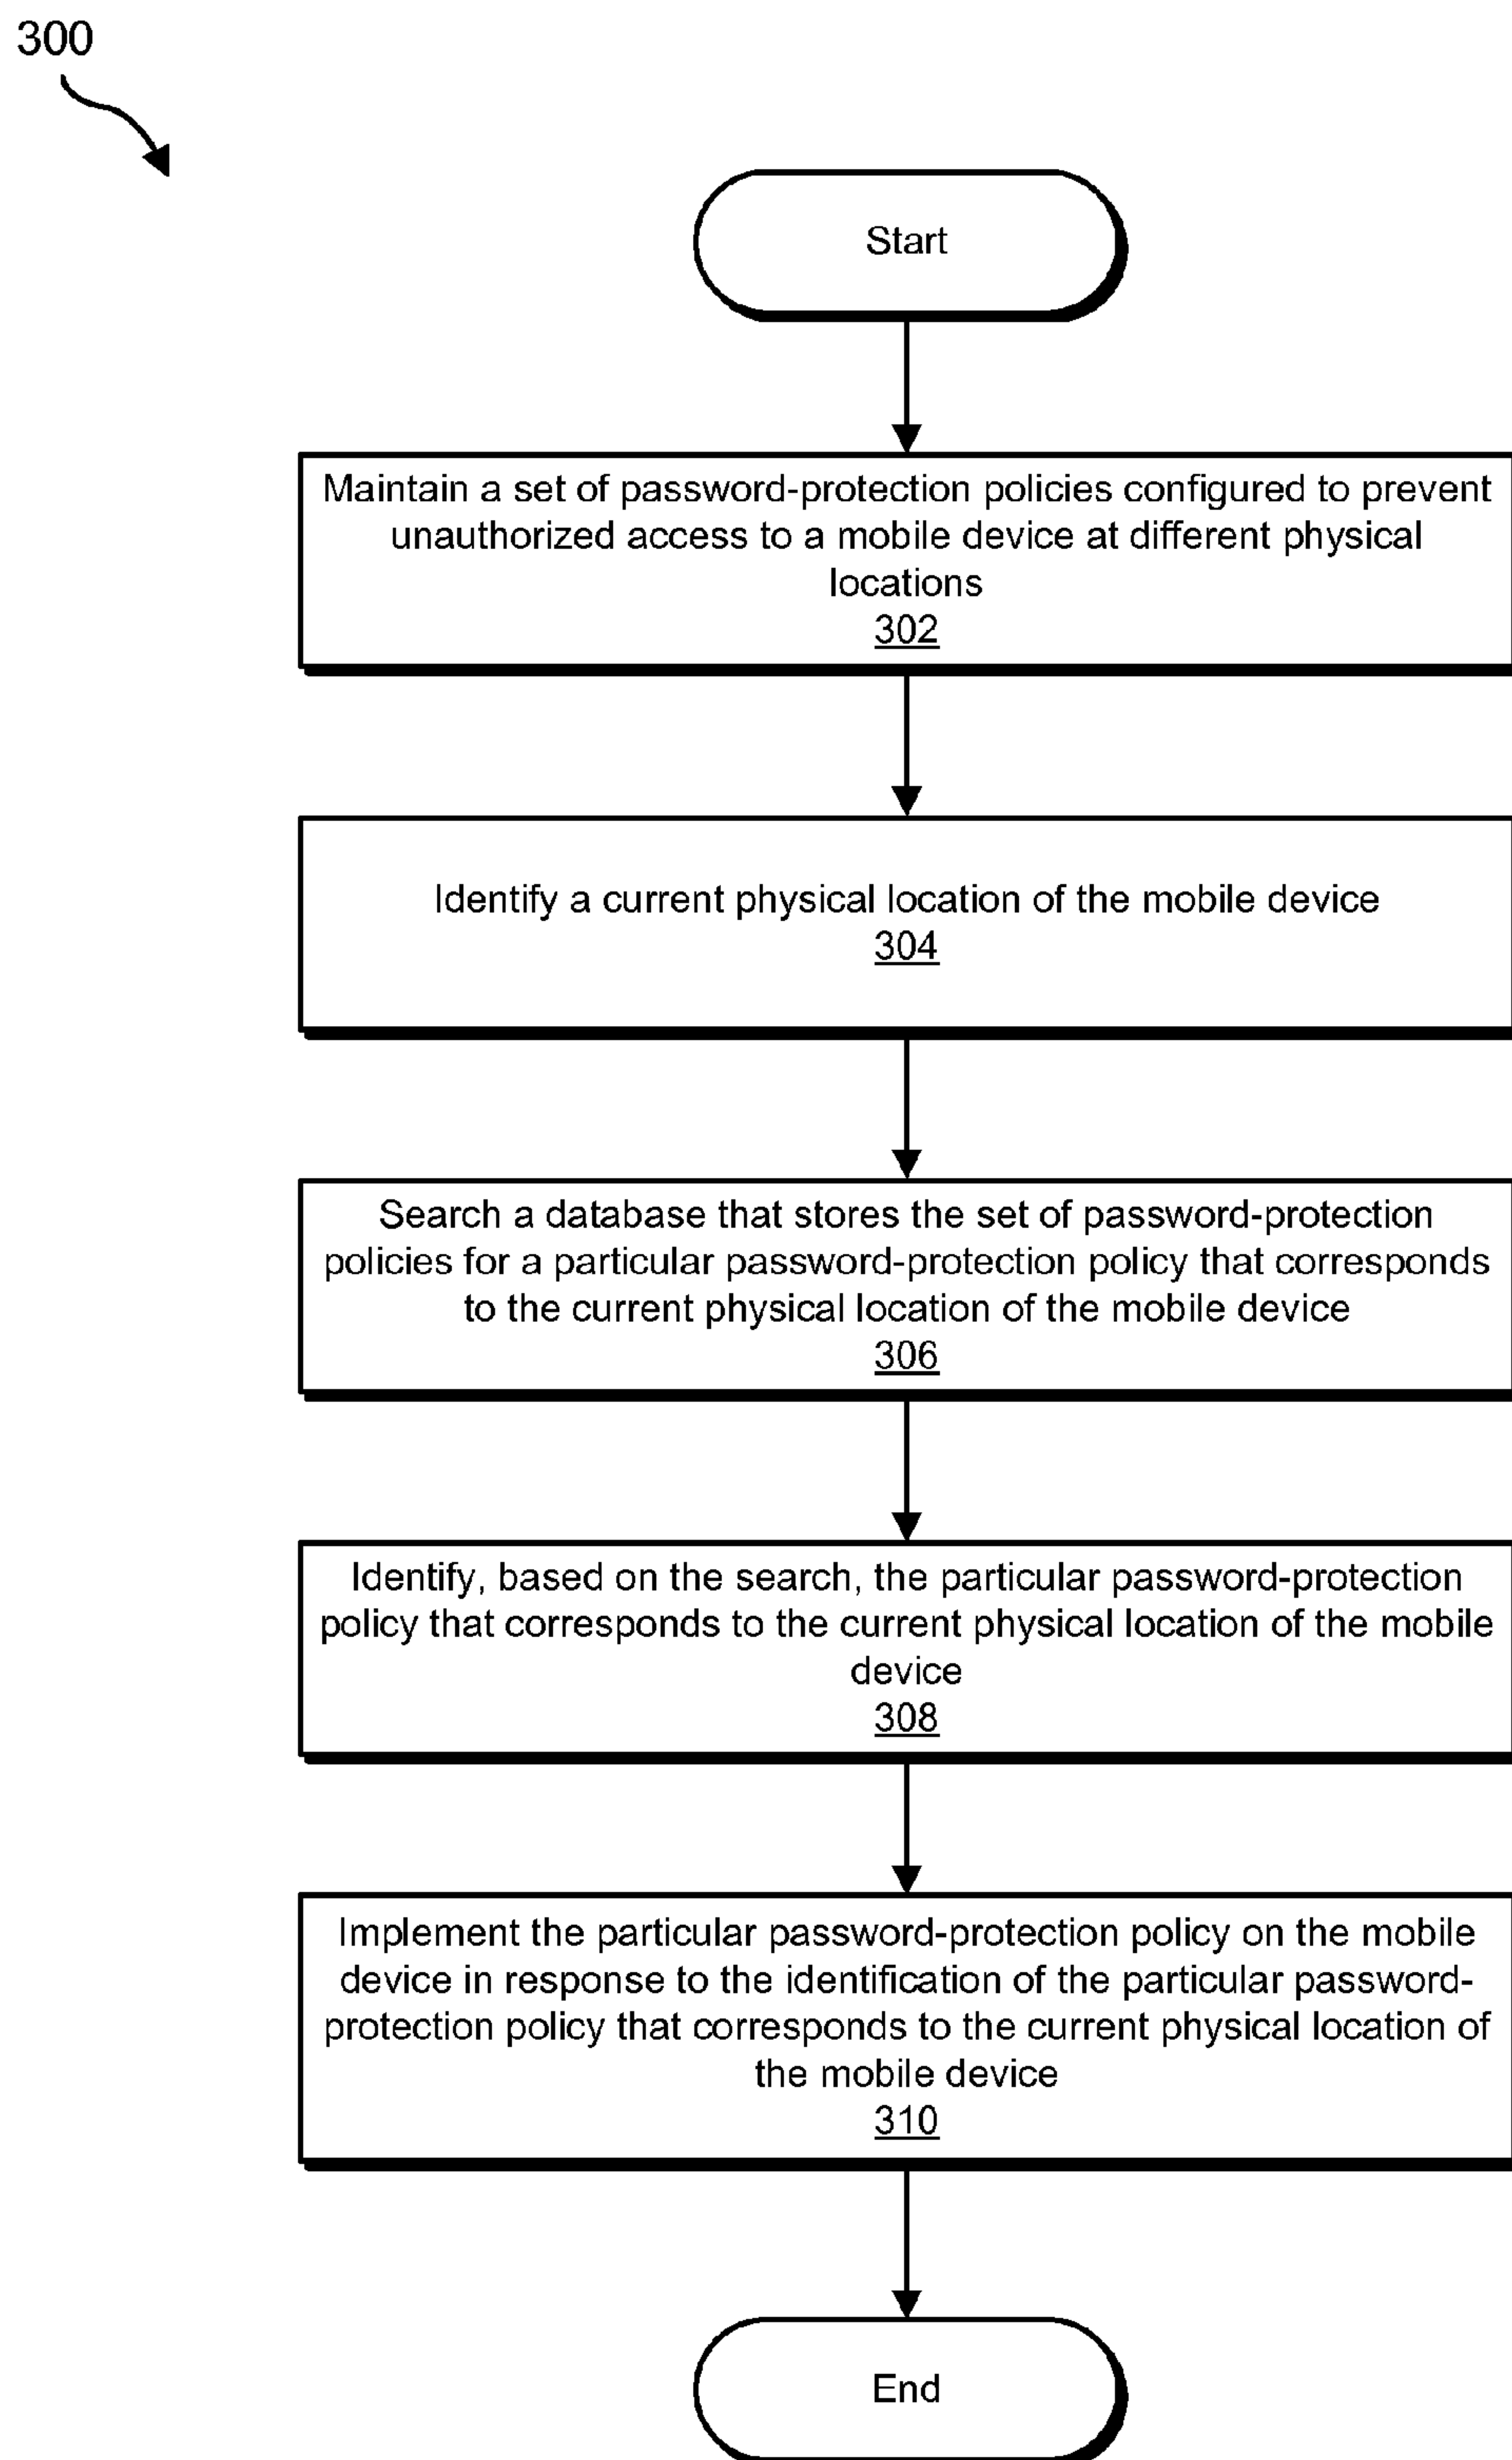 300
Start
Maintain a set of password-protection policies configured to prevent
unauthorized access to a mobile device at different physical
locations
302
Identify a current physical location of the mobile device
304
Search a database that stores the set of password-protection
policies for a particular password-protection policy that corresponds
to the current physical location of the mobile device
306
Identify, based on the search, the particular password-protection
policy that corresponds to the current physical location of the mobile
device
308
Implement the particular password-protection policy on the mobile
device in response to the identification of the particular password-
protection policy that corresponds to the current physical location of
the mobile device
310
End